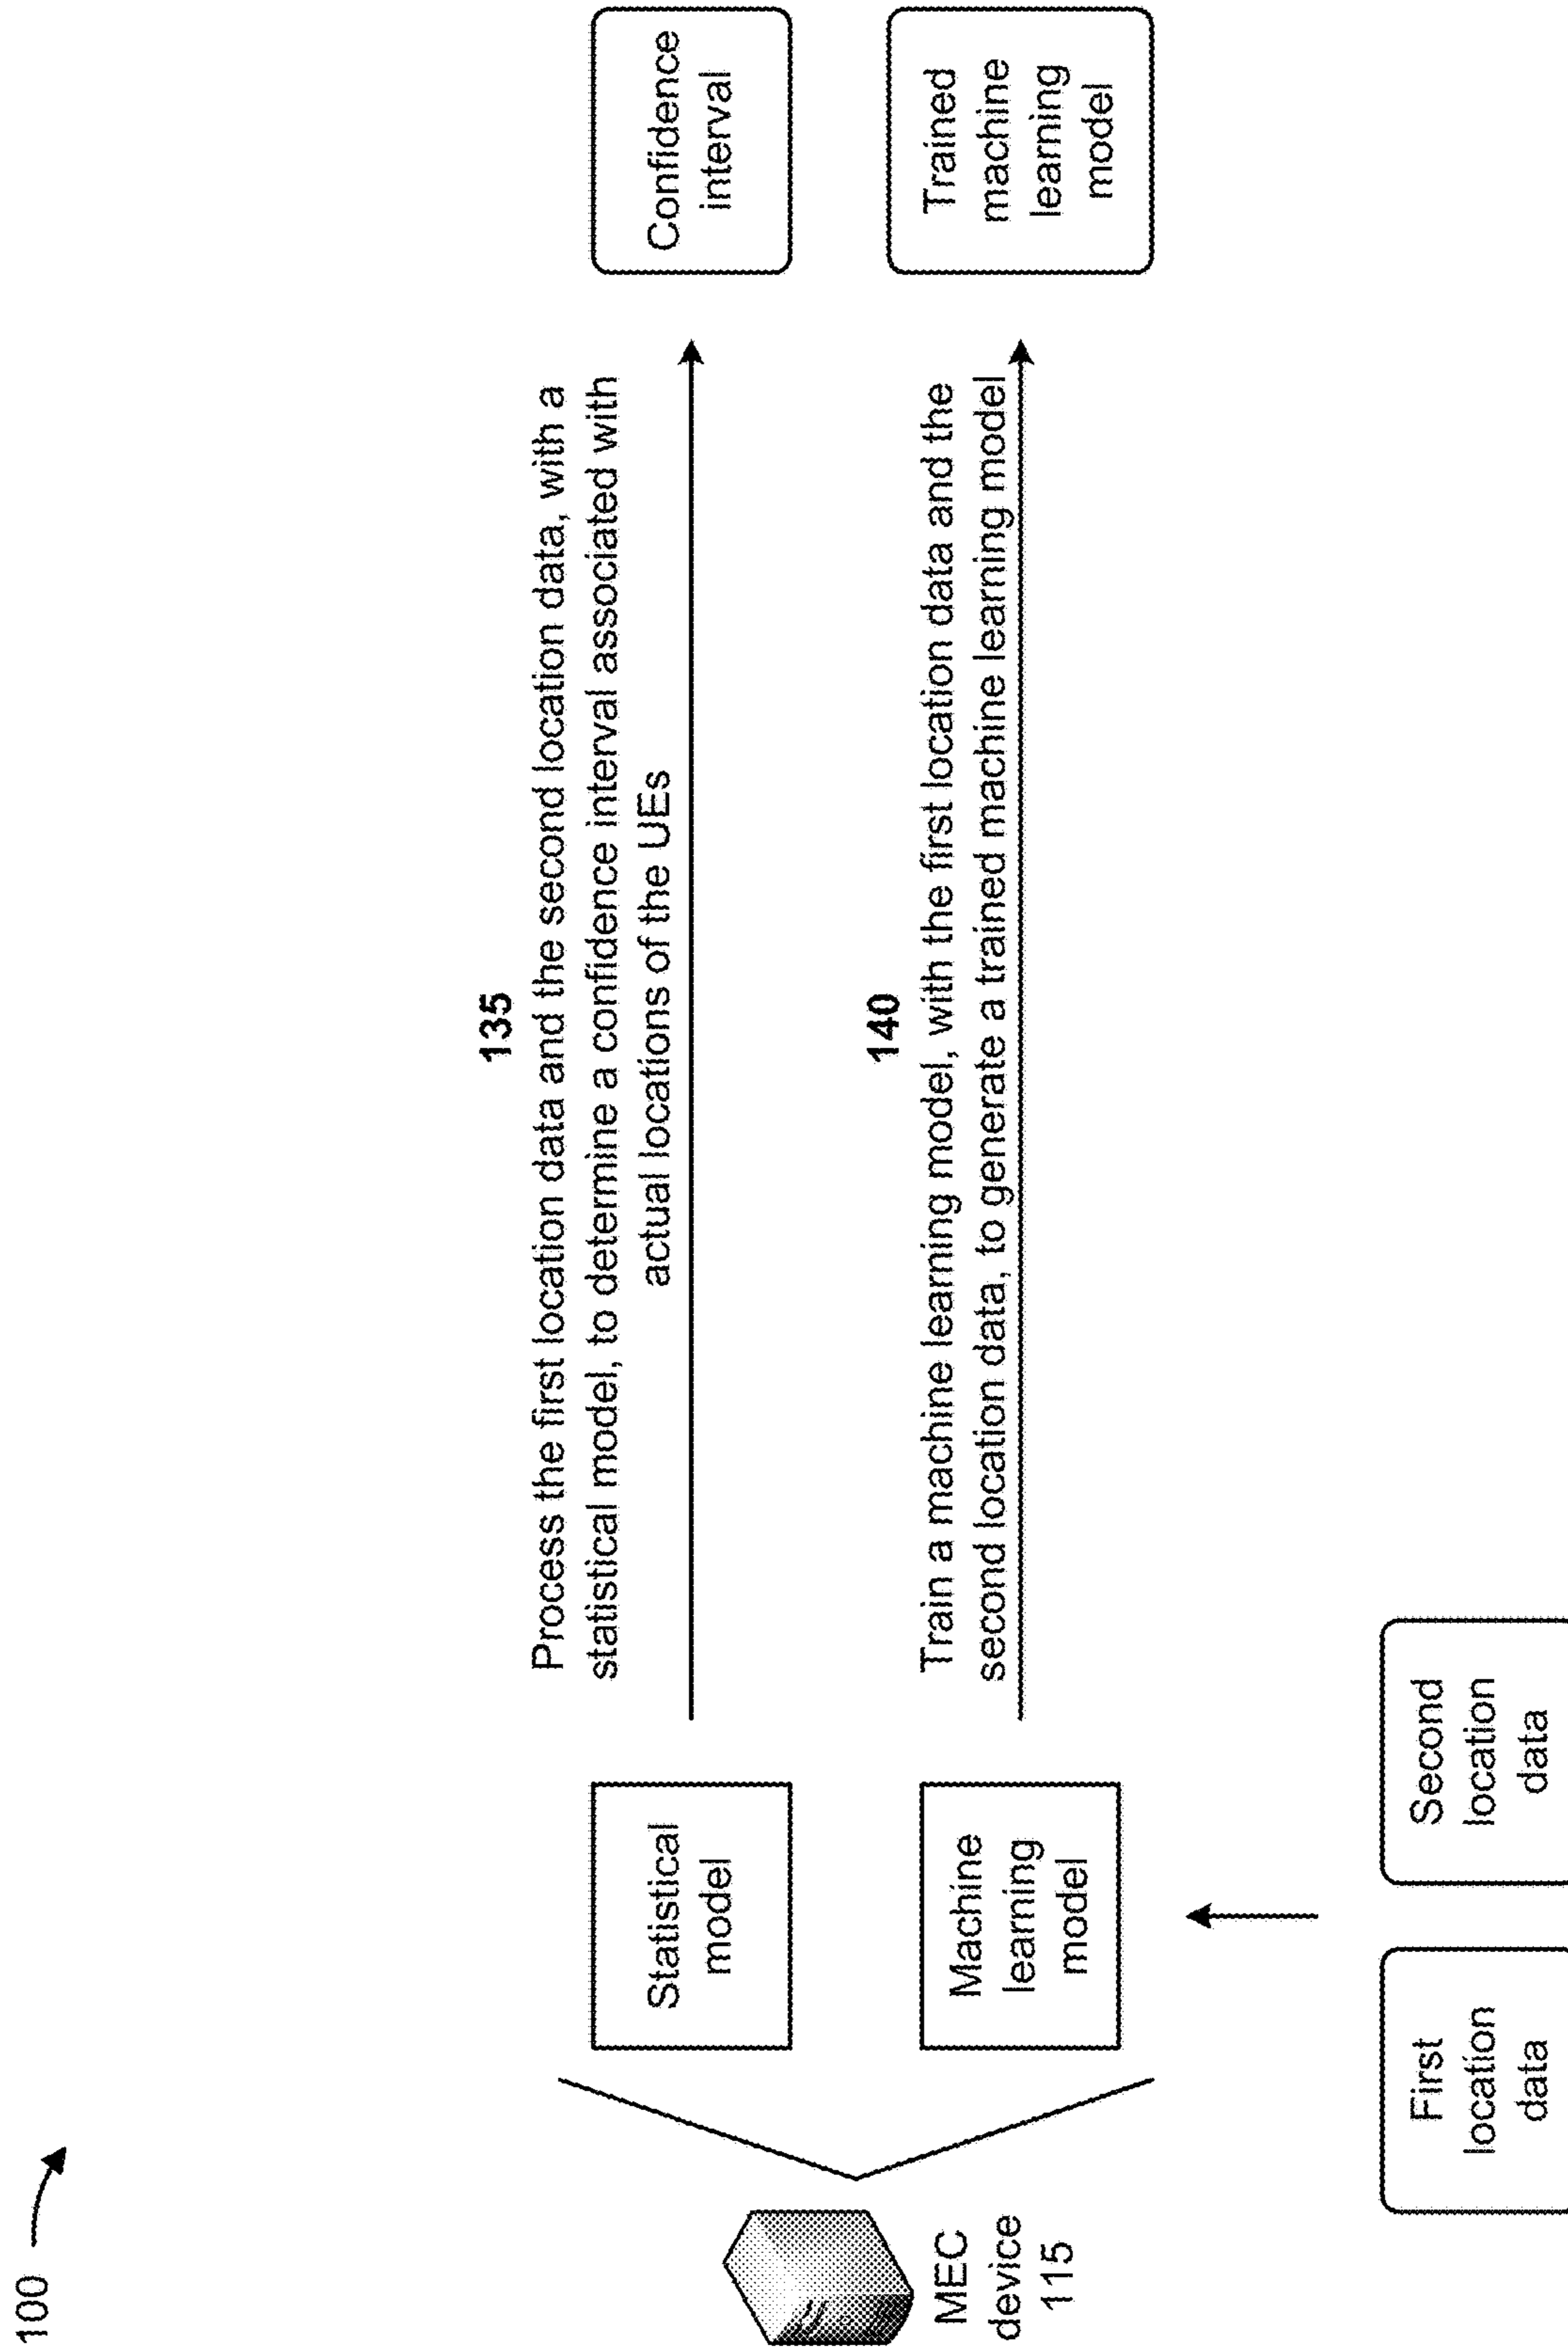 100
135
Process the first location data and the second location data, with a
statistical model, to determine a confidence interval associated with
actual locations of the UEs
Statistical
model
Confidence
interval
140
Train a machine learning model, with the first location data and the
second location data, to generate a trained machine learning model
Machine
learning
model
Trained
machine
learning
model
MEC
device
115
First
location
data
Second
location
data